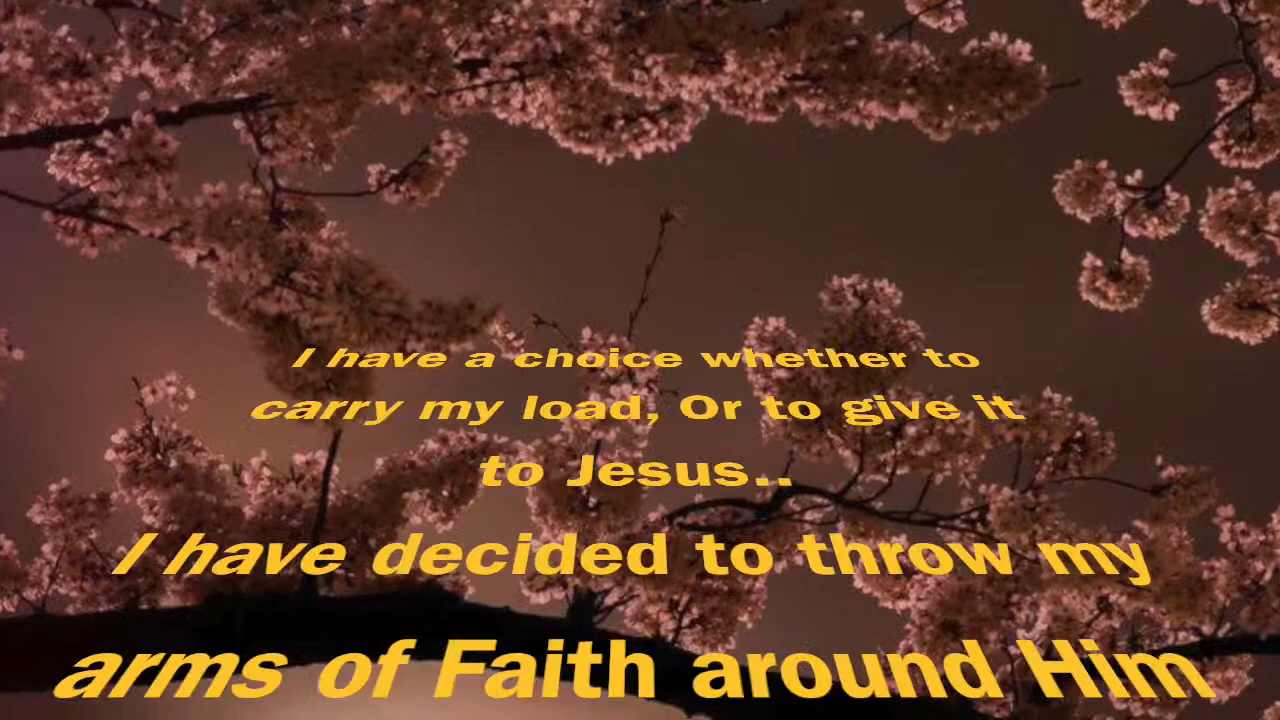 I have a choice whether to
carry my load, Or to give it
to Jesus..
I have decided to throw my
arms of Faith around Him